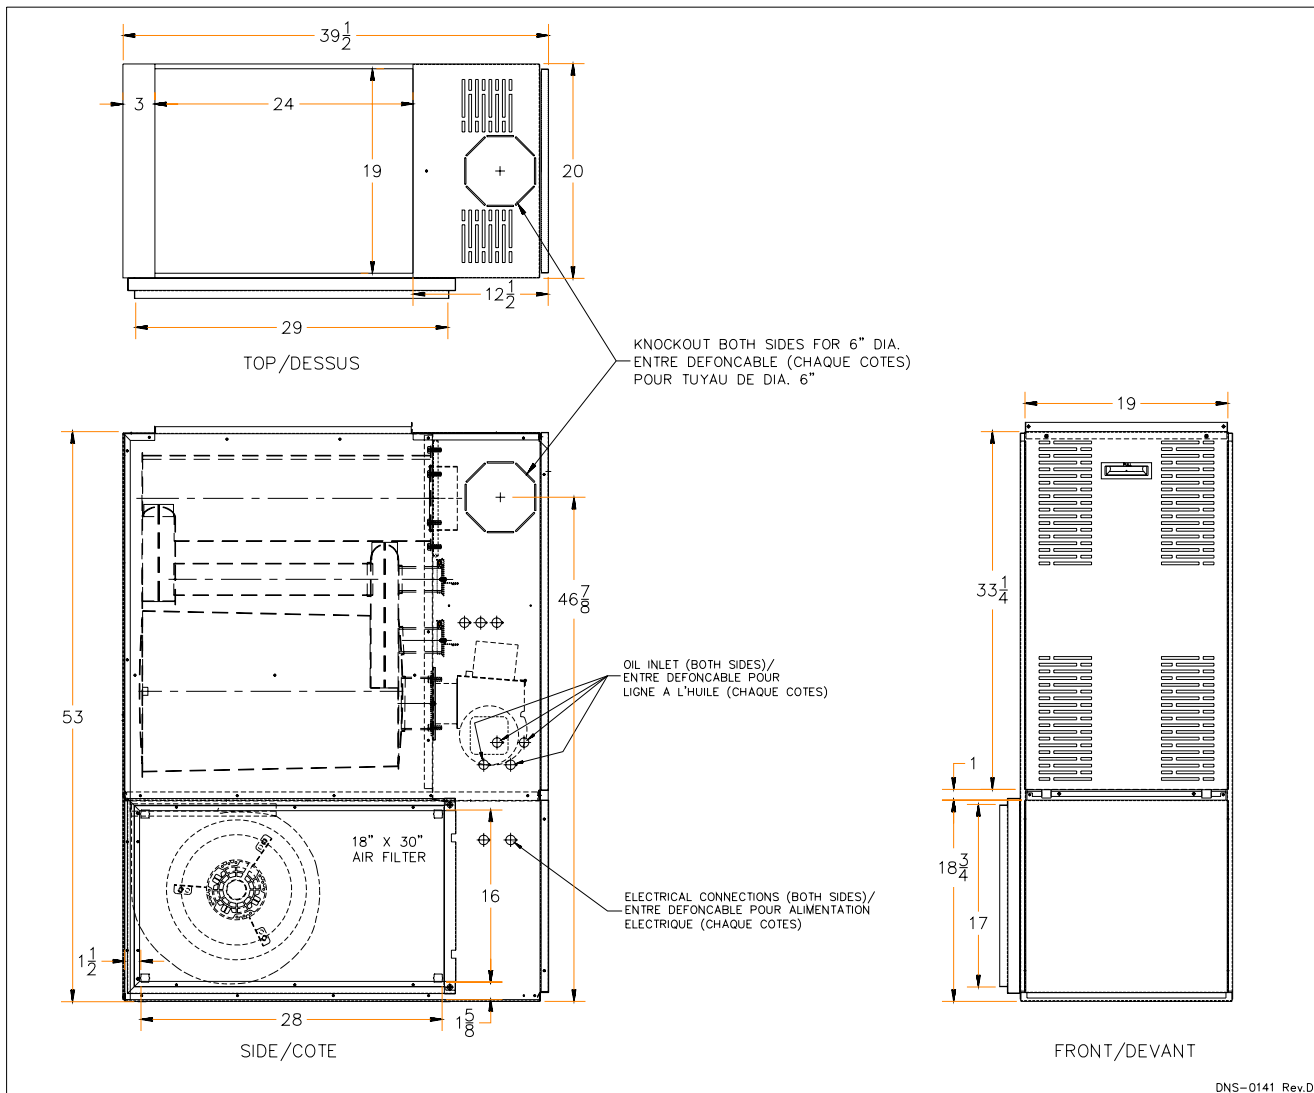 39 1/2
3
24
19
20
12 1/2
29
TOP/DESSUS
KNOCKOUT BOTH SIDES FOR 6" DIA.
ENTRE DEFONCABLE (CHAQUE COTES)
POUR TUYAU DE DIA. 6"
53
46 7/8
OIL INLET (BOTH SIDES)/
ENTRE DEFONCABLE POUR
LIGNE A L'HUILE (CHAQUE COTES)
18" X 30"
AIR FILTER
16
ELECTRICAL CONNECTIONS (BOTH SIDES)/
ENTRE DEFONCABLE POUR ALIMENTATION
ELECTRIQUE (CHAQUE COTES)
1 1/2
28
1 5/8
SIDE/COTE
19
PULL
33 1/4
1
18 3/4
17
FRONT/DEVANT
DNS-0141 Rev.D